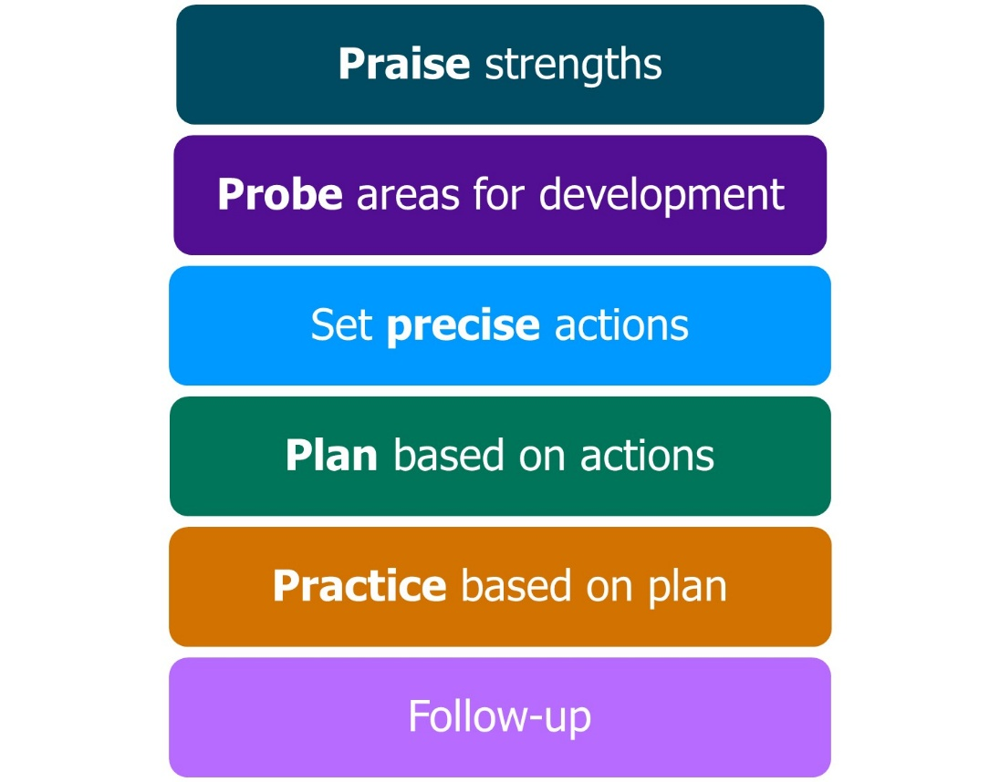 Praise strengths
Probe areas for development
Set precise actions
Plan based on actions
Practice based on plan
Follow-up